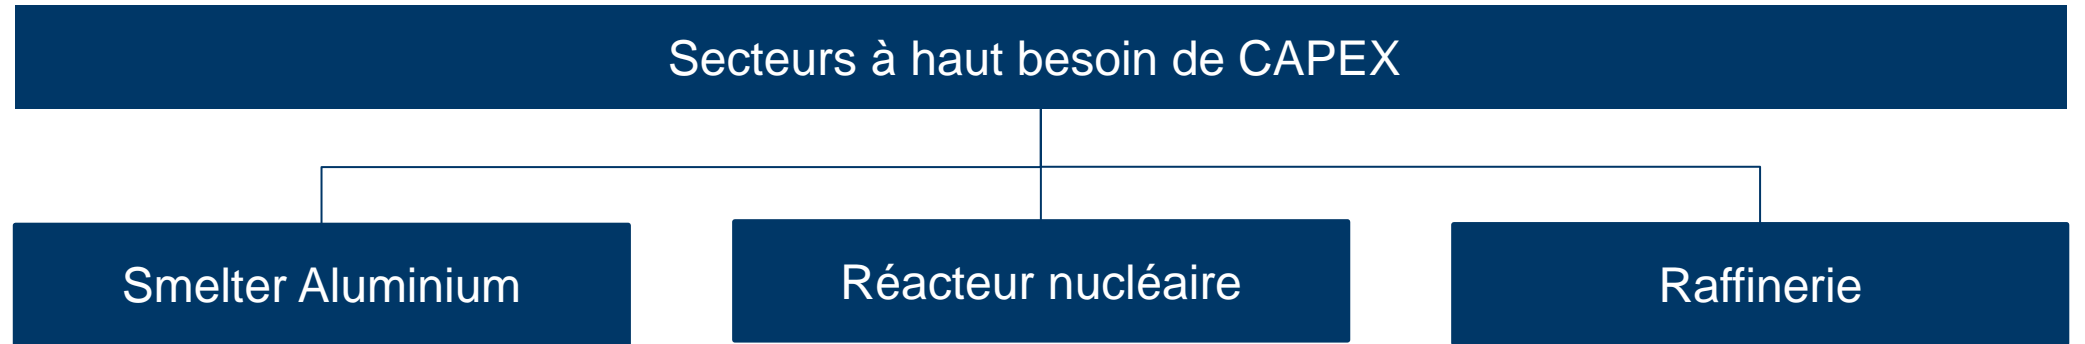 Secteurs à haut besoin de CAPEX
Smelter Aluminium
Réacteur nucléaire
Raffinerie